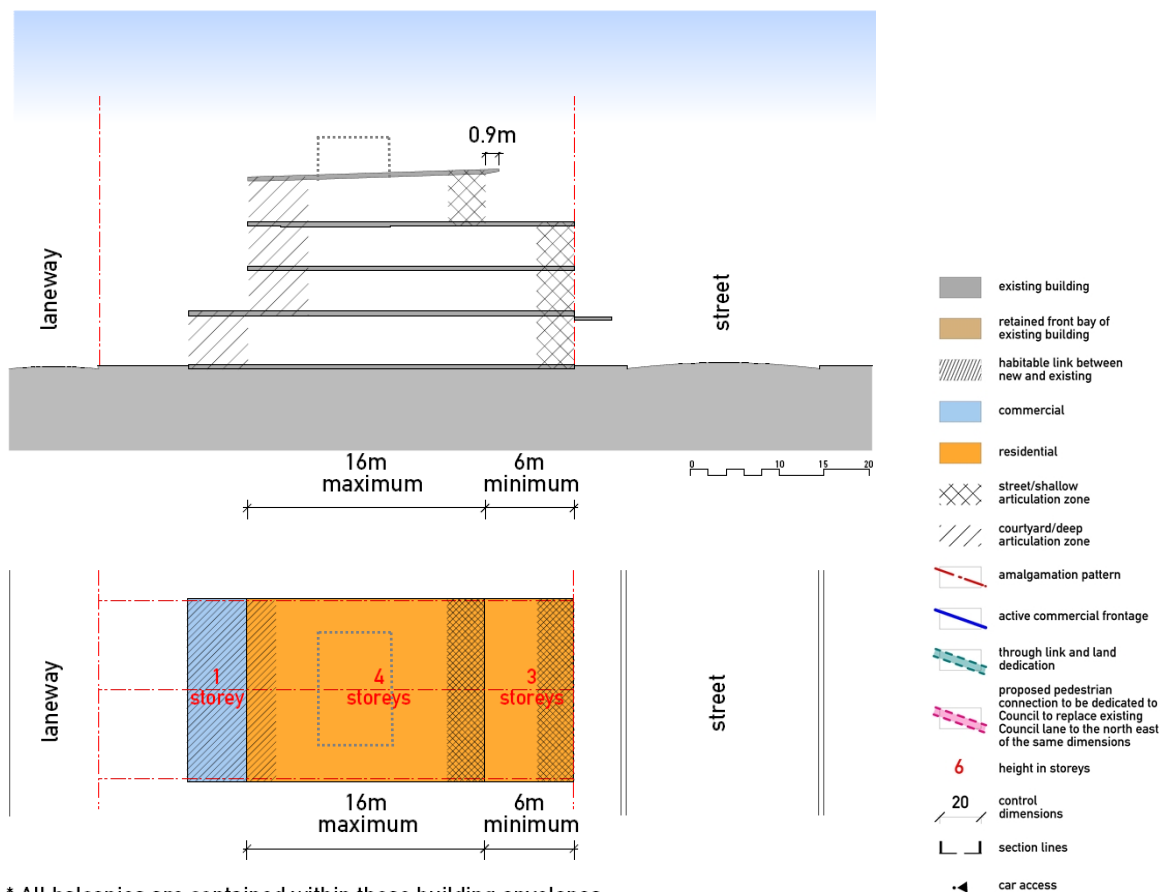 0.9m
laneway
street
16m
maximum
6m
minimum
0
10
15
20
laneway
1
storey
4
storeys
3
storeys
street
16m
maximum
6m
minimum
existing building
retained front bay of
existing building
habitable link between
new and existing
commercial
residential
street/shallow
articulation zone
courtyard/deep
articulation zone
amalgamation pattern
active commercial frontage
through link and land
dedication
proposed pedestrian
connection to be dedicated to
Council to replace existing
Council lane to the north east
of the same dimensions
6
height in storeys
20
control
dimensions
section lines
car access
* All balconies are contained within these building envelopes